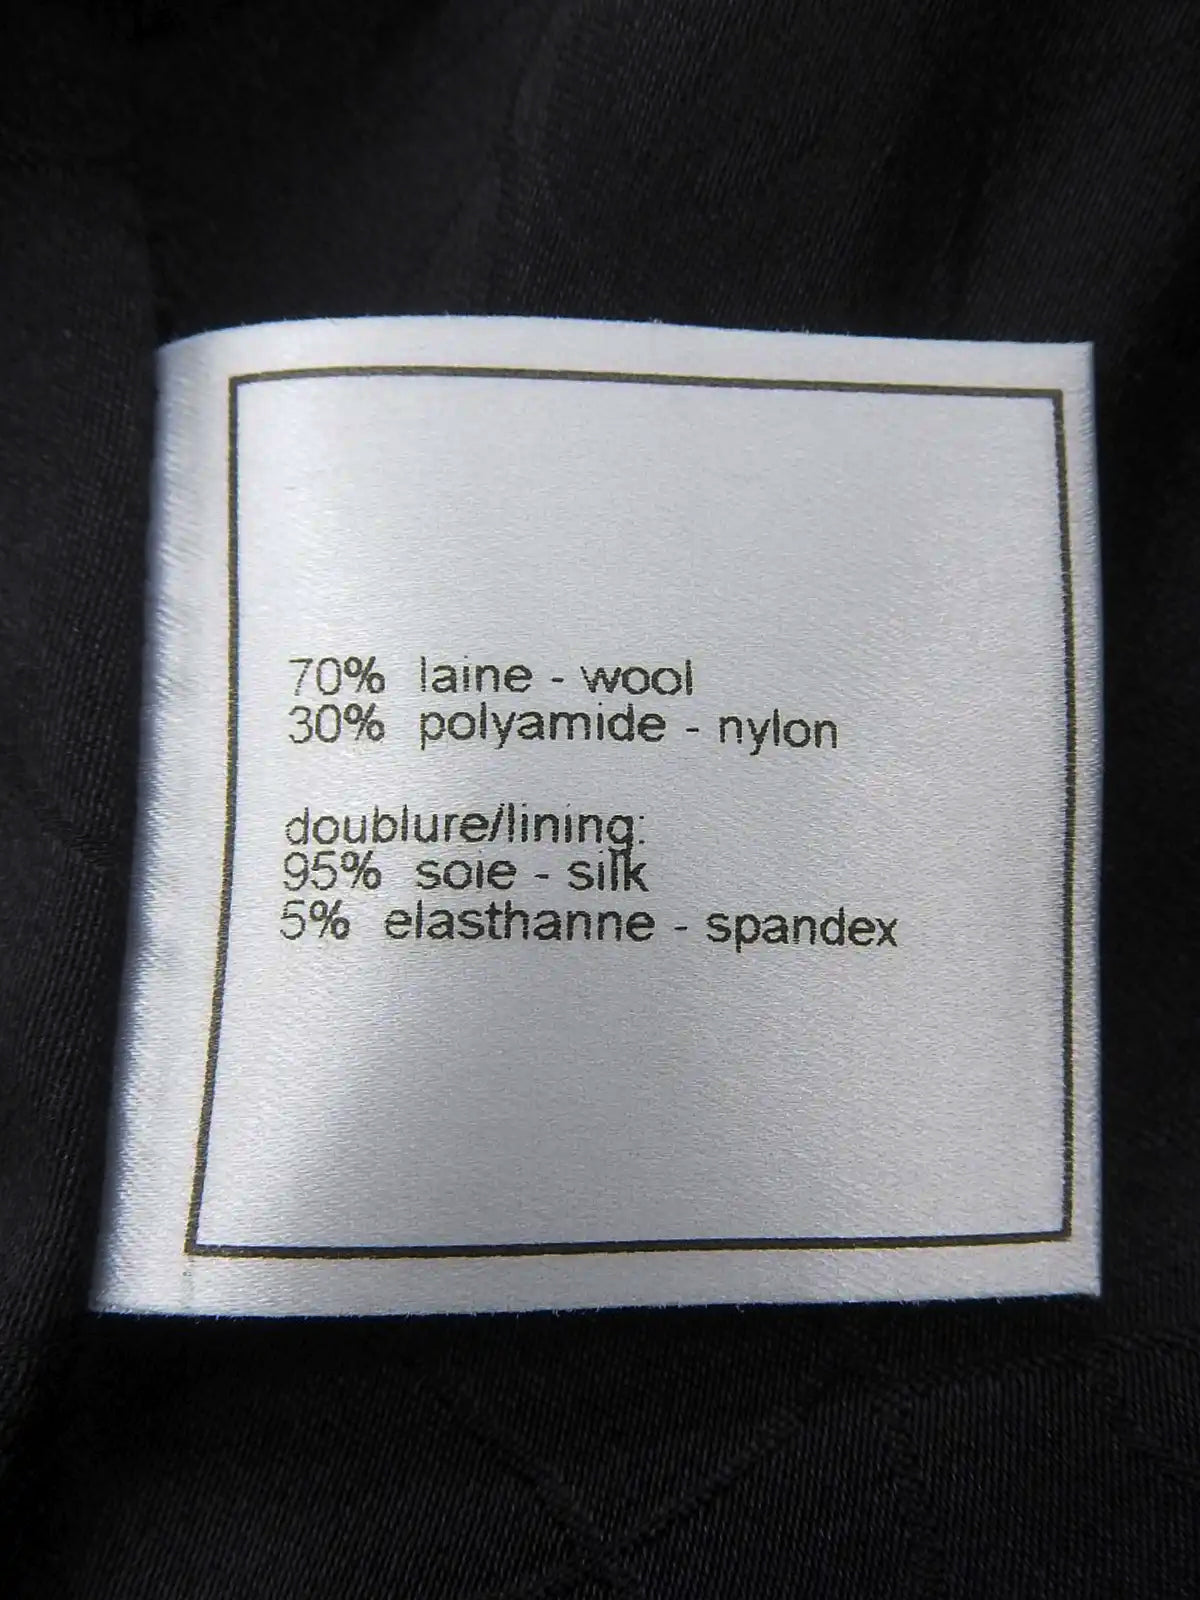 70% laine - wool
30% polyamide - nylon
doublure/lining:
95% soie - silk
5% elasthanne - spandex